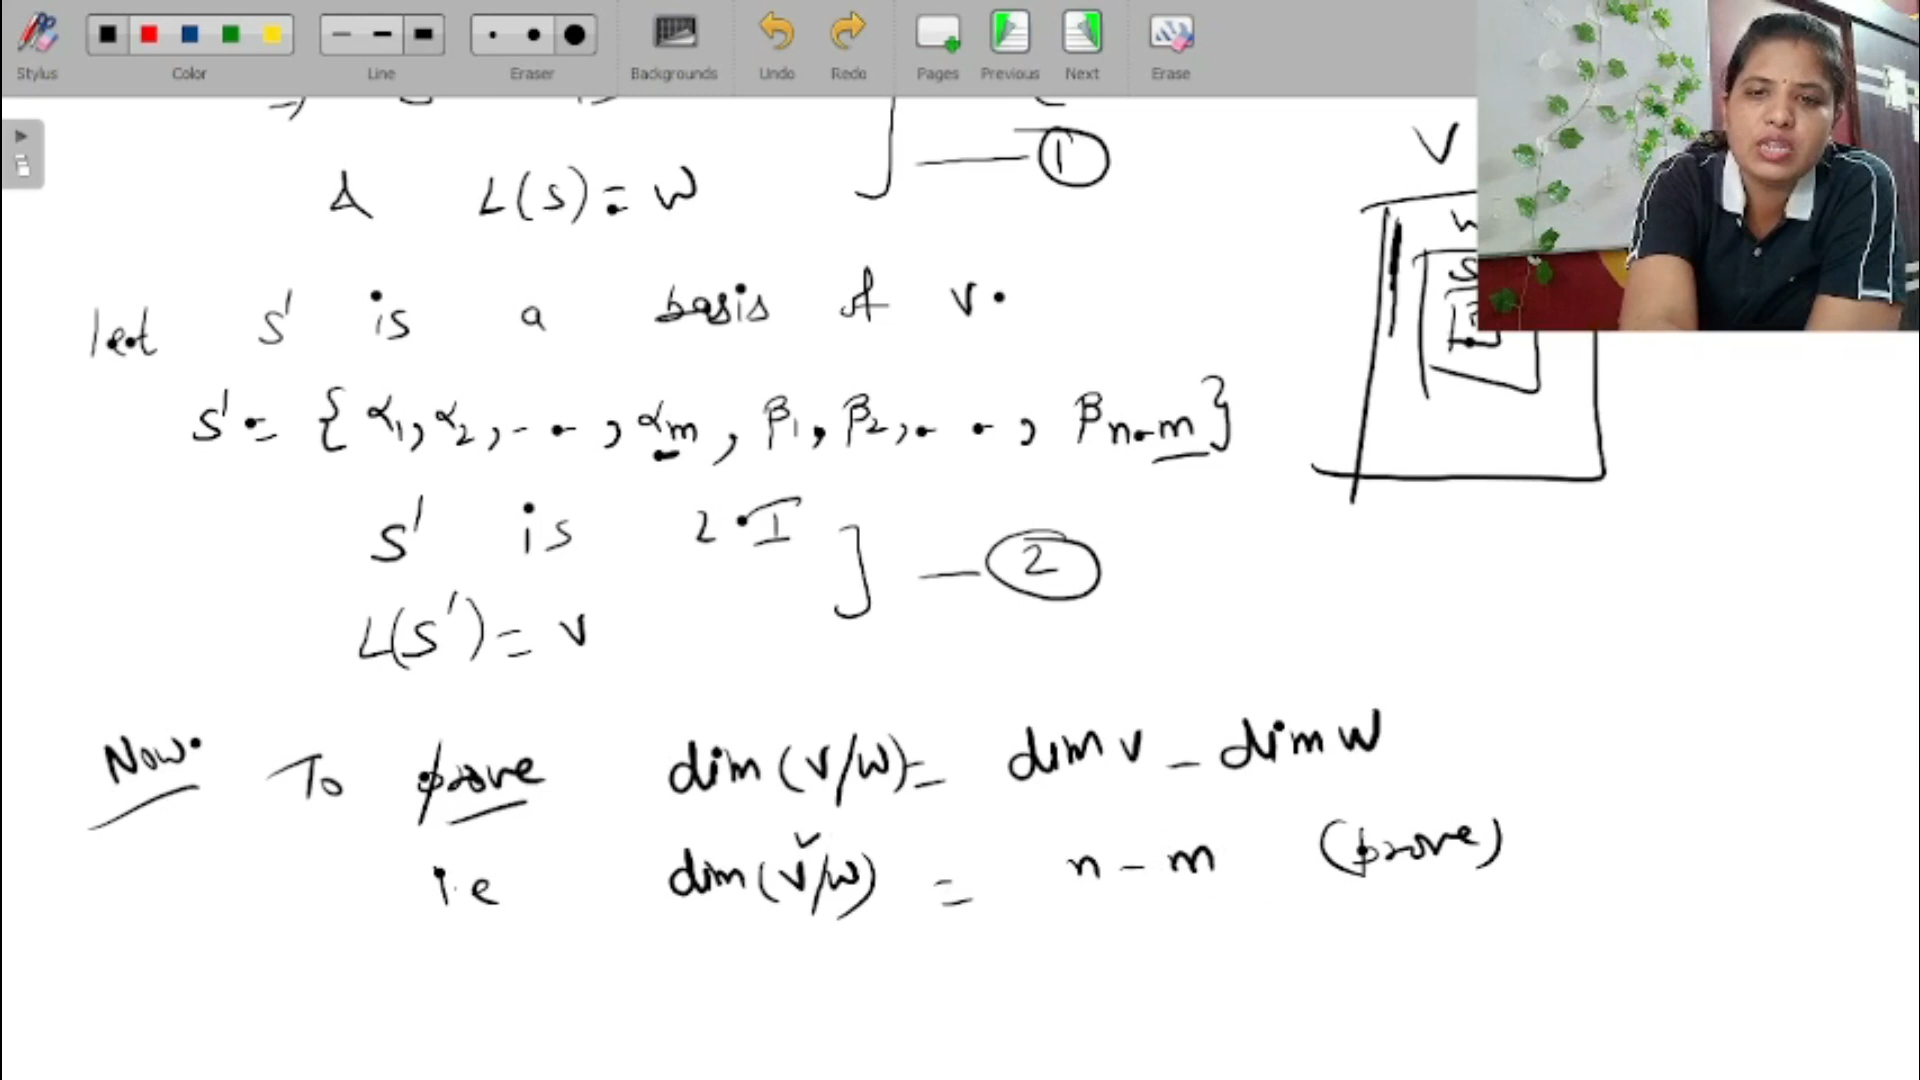 Stylus Color Line Eraser Backgrounds Undo Redo Pages Previous Next Erase
L(S) = W
1
let S' is a basis of V.
S' = { α1, α2, ..., αm, β1, β2, ..., βn-m }
S' is L.I
2
L(S') = V
Now. To prove dim (V/W) = dim V - dim W
i.e dim (V/W) = n - m (prove)
V
W
S